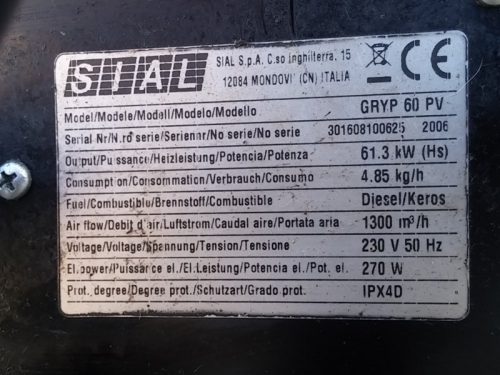 SIAL
SIAL S.p.A. C.so Inghilterra, 15
12084 MONDOVI (CN) ITALIA
CE
Model/Modele/Modell/Modelo/Modello GRYP 60 PV
Serial Nr/N.ro serie/Seriennr/No serie/No serie 301608100625 2006
Output/Puissance/Heizleistung/Potencia/Potenza 61.3 kW (Hs)
Consumption/Consommation/Verbrauch/Consumo 4.85 kg/h
Fuel/Combustible/Brennstoff/Combustible Diesel/Keros
Air flow/Debit d'air/Luftstrom/Caudal aire/Portata aria 1300 m³/h
Voltage/Voltage/Spannung/Tension/Tensione 230 V 50 Hz
El.power/Puissance el./El.Leistung/Potencia el./Pot. el. 270 W
Prot. degree/Degree prot./Schutzart/Grado prot. IPX4D